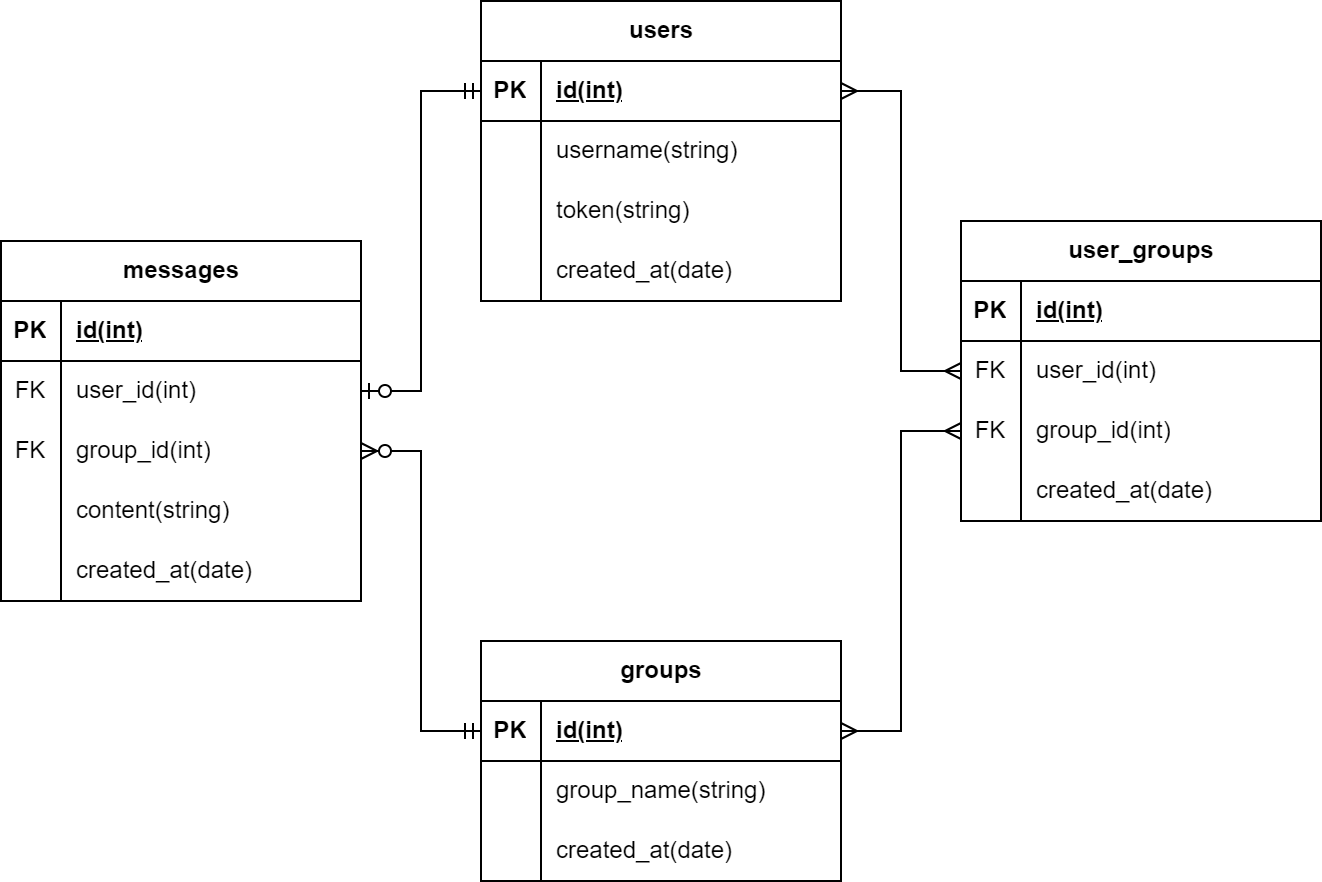 users
PK id(int)
username(string)
token(string)
created_at(date)
messages
PK id(int)
FK user_id(int)
FK group_id(int)
content(string)
created_at(date)
user_groups
PK id(int)
FK user_id(int)
FK group_id(int)
created_at(date)
groups
PK id(int)
group_name(string)
created_at(date)